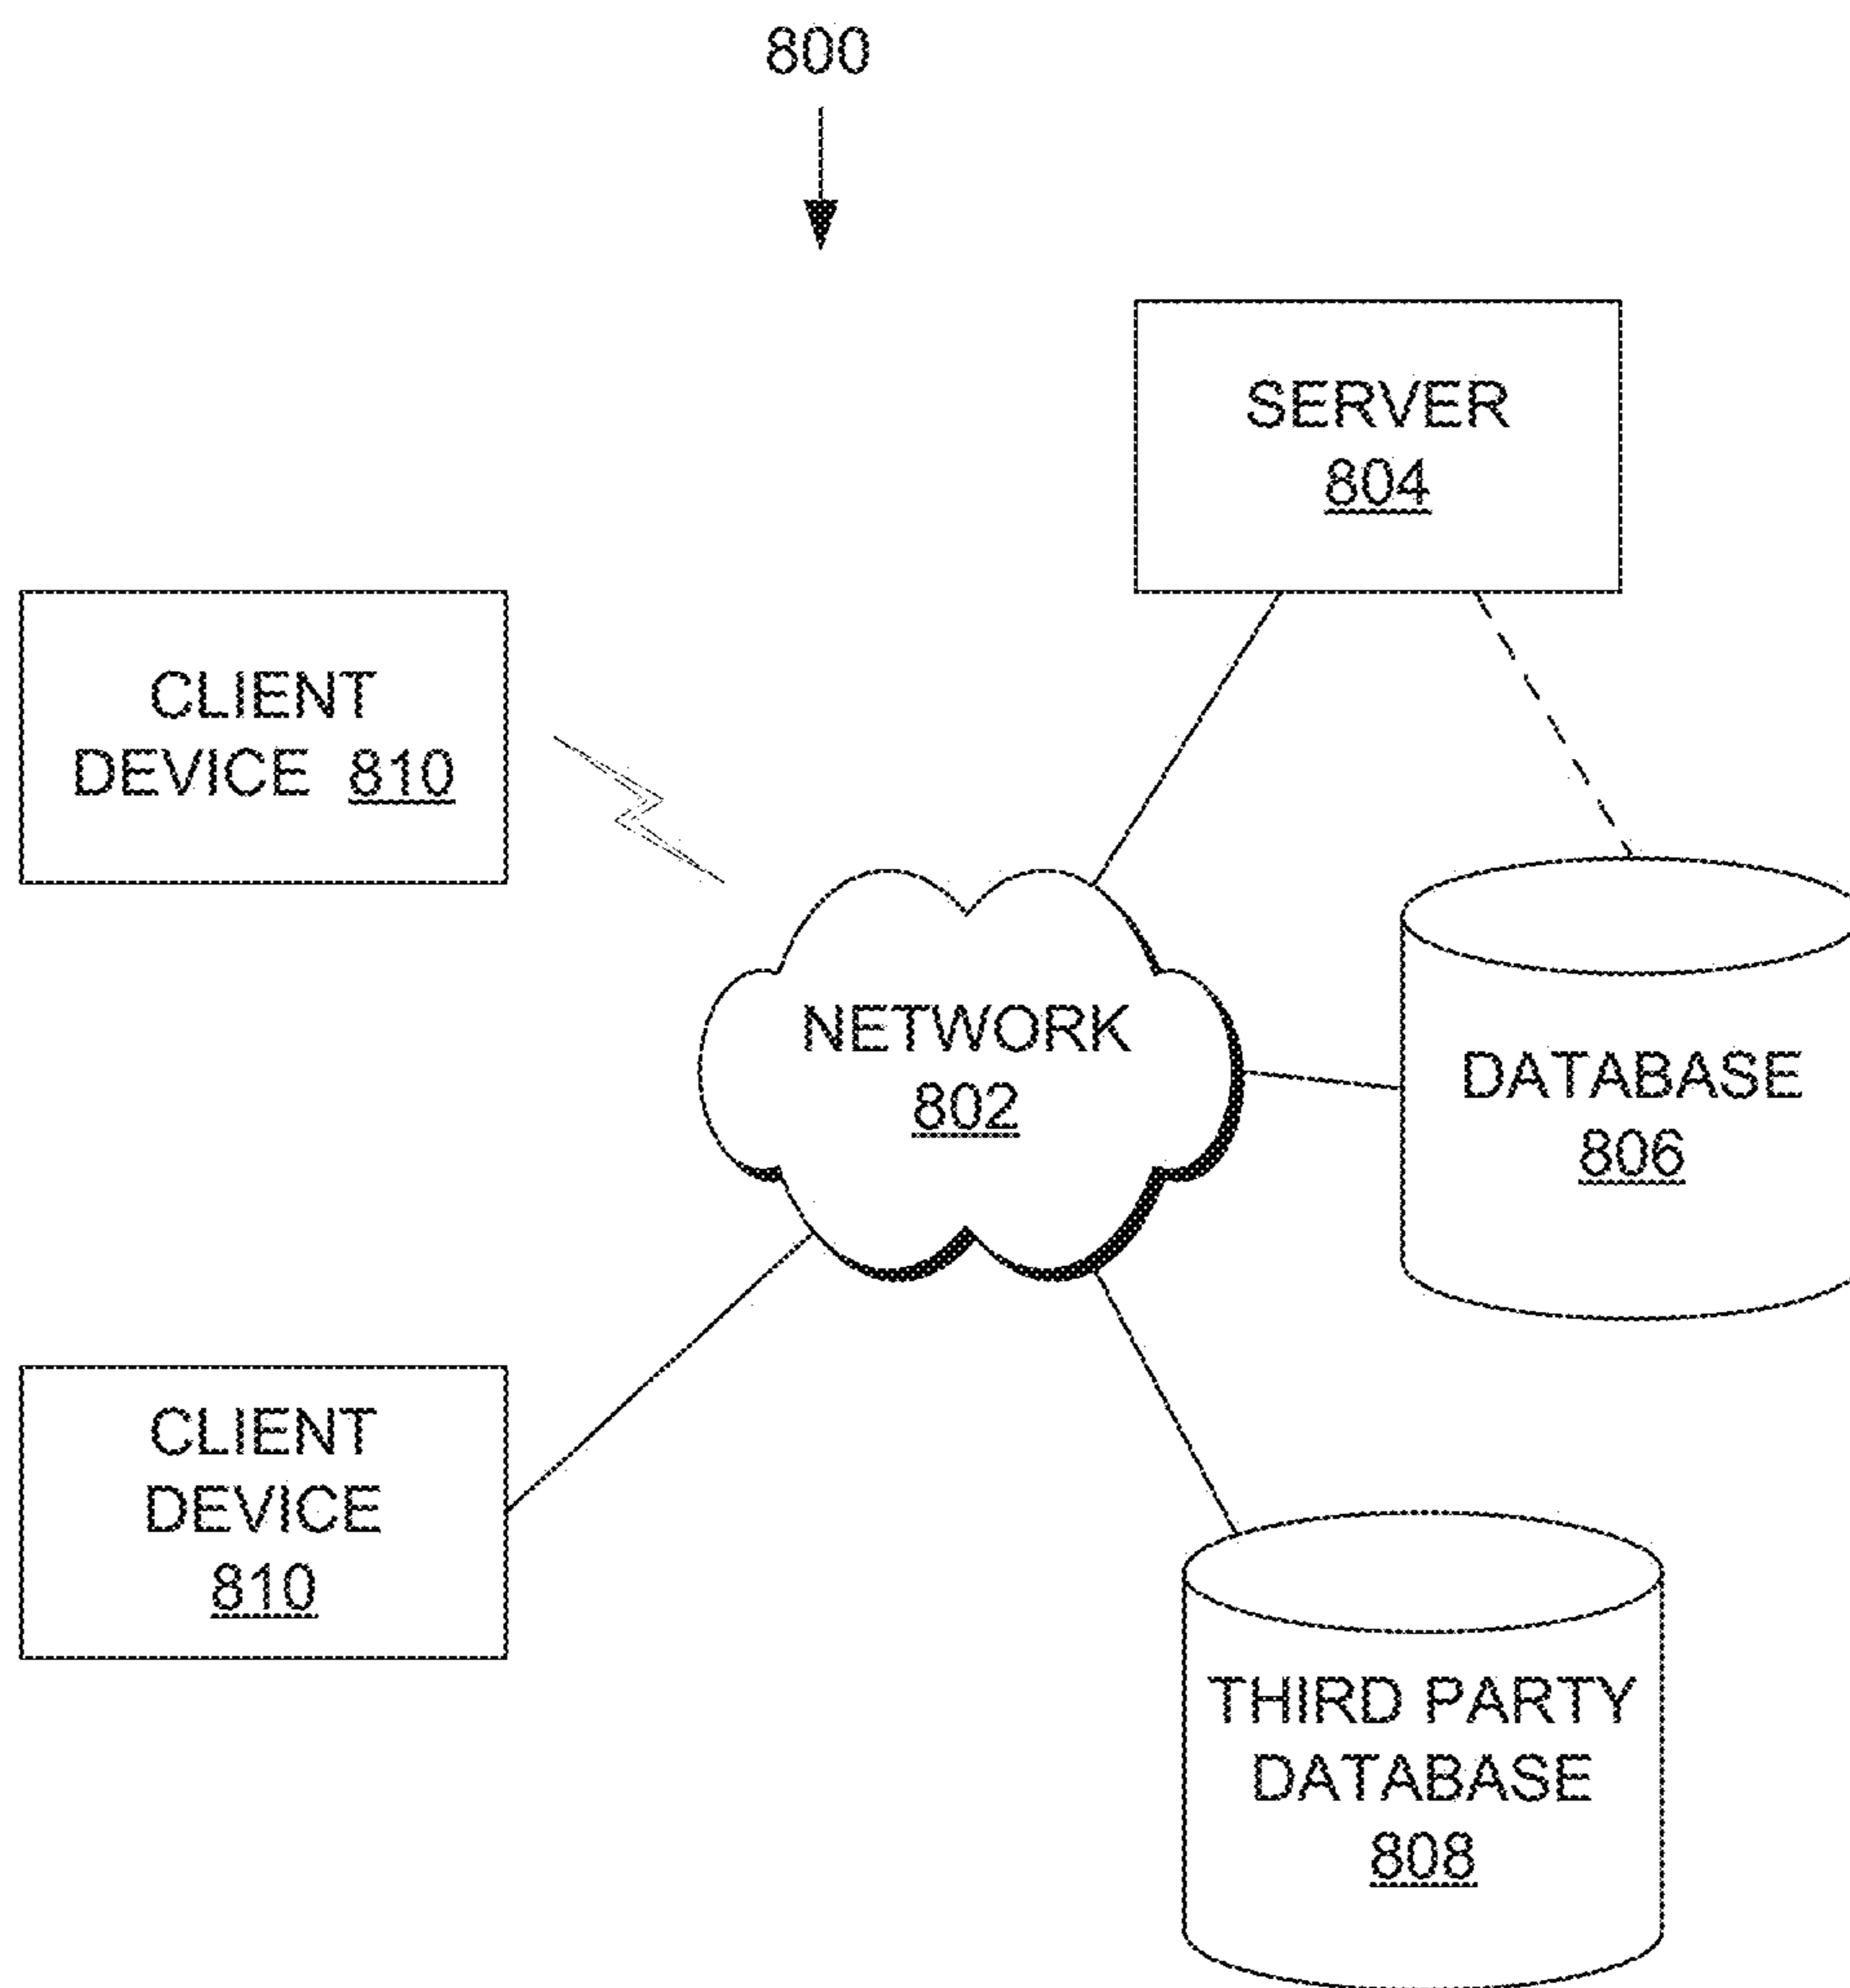 800
SERVER
804
CLIENT
DEVICE 810
NETWORK
802
DATABASE
806
CLIENT
DEVICE
810
THIRD PARTY
DATABASE
808